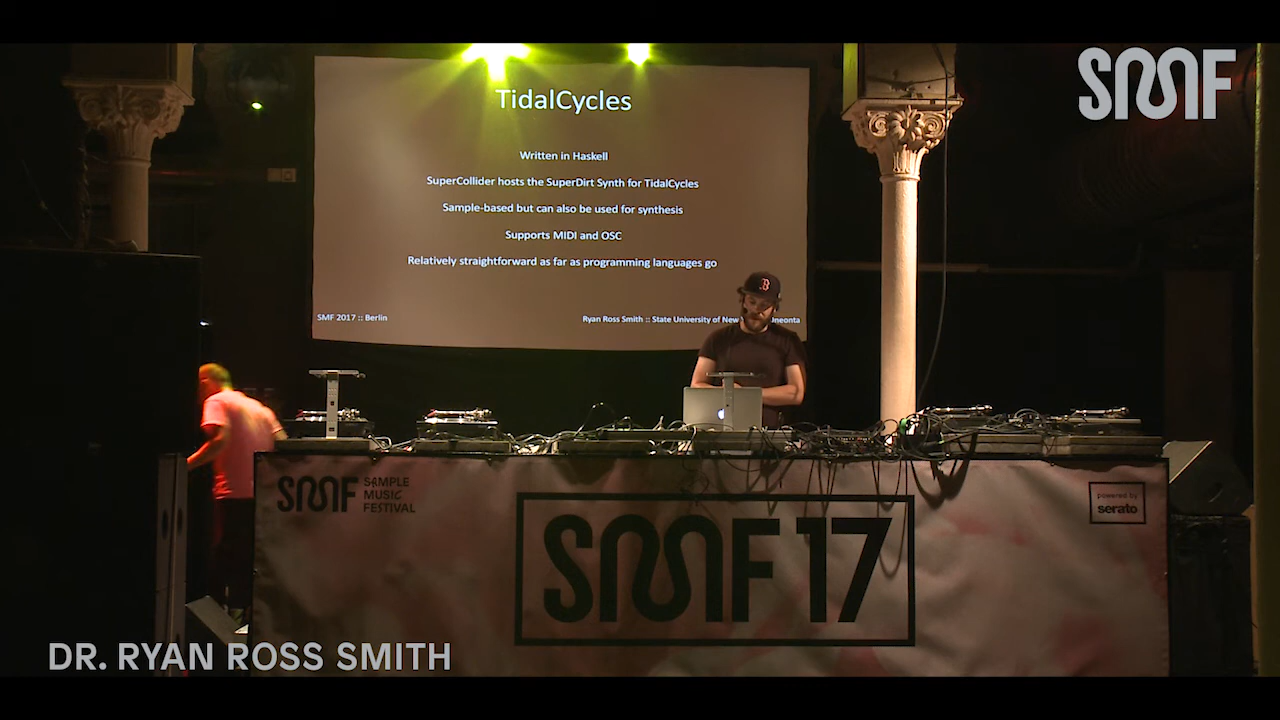 SMF
TidalCycles
Written in Haskell
SuperCollider hosts the SuperDirt Synth for TidalCycles
Sample-based but can also be used for synthesis
Supports MIDI and OSC
Relatively straightforward as far as programming languages go
SMF 2017 :: Berlin
Ryan Ross Smith :: State University of New
B
SMF SAMPLE
MUSIC
FESTIVAL
powered by
serato
SMF17
DR. RYAN ROSS SMITH